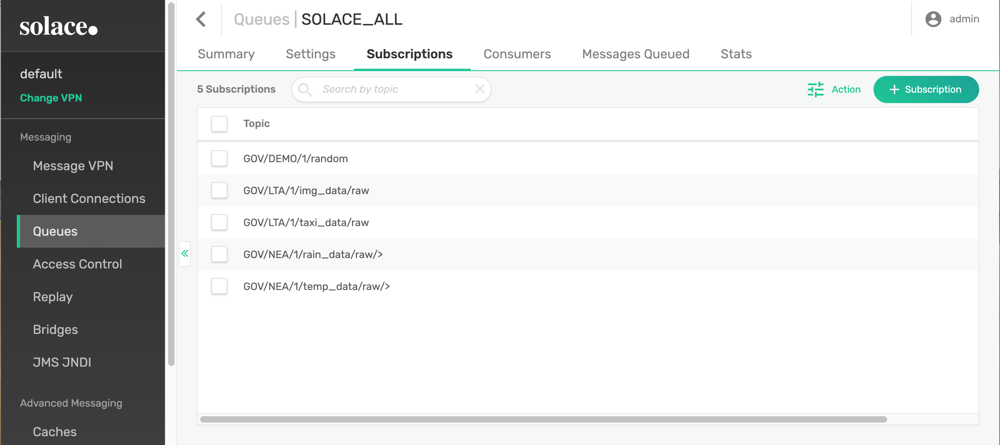 solace.
default
Change VPN
Messaging
Message VPN
Client Connections
Queues
Access Control
Replay
Bridges
JMS JNDI
Advanced Messaging
Caches
Queues | SOLACE_ALL
admin
Summary Settings Subscriptions Consumers Messages Queued Stats
5 Subscriptions Search by topic Action + Subscription
Topic
GOV/DEMO/1/random
GOV/LTA/1/img_data/raw
GOV/LTA/1/taxi_data/raw
GOV/NEA/1/rain_data/raw/>
GOV/NEA/1/temp_data/raw/>